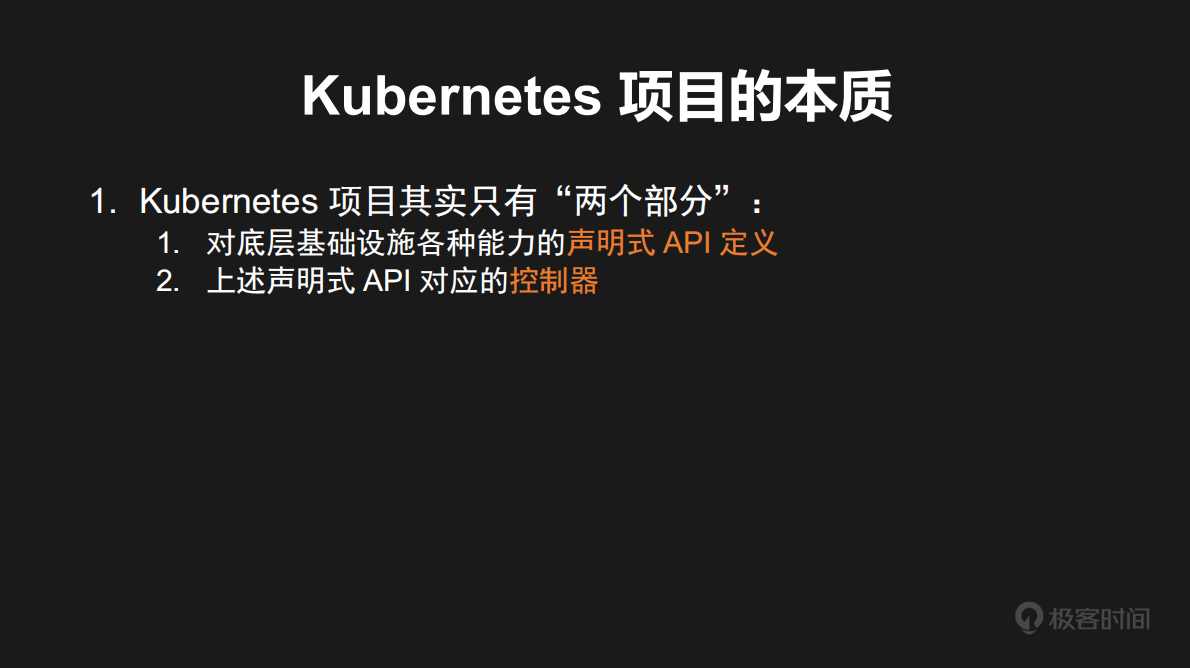 Kubernetes 项目的本质
1. Kubernetes 项目其实只有“两个部分”：
1. 对底层基础设施各种能力的声明式 API 定义
2. 上述声明式 API 对应的控制器
极客时间